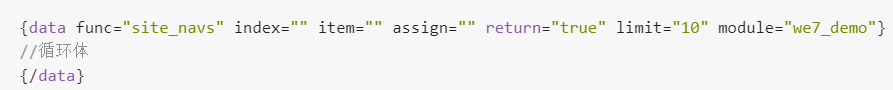 {data func="site_navs" index="" item="" assign="" return="true" limit="10" module="we7_demo"}
//循环体
{/data}